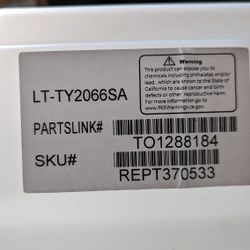 Warning
This product can expose you to
chemicals including phthalates and/or
lead , which are known to the State of
California to cause cancer and birth
defects or other
reproductive harm.
For more information go to
www.P65Warnings.ca.gov
LT-TY2066SA
PARTSLINK#
TO1288184
SKU#
REPT370533